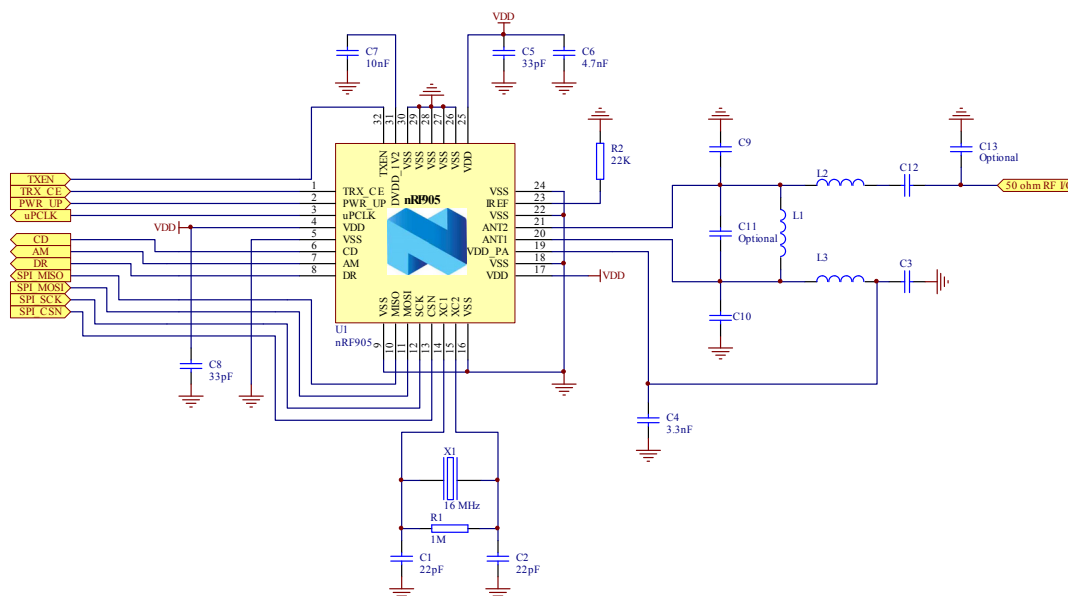 VDD
C7
10nF
C5
33pF
C6
4.7nF
32
31
30
29
28
27
26
25
TXEN
DVDD_1V2
VSS
VSS
VSS
VSS
VSS
VDD
R2
22K
C9
C13
Optional
L2
C12
50 ohm RF I/O
TXEN
TRX_CE
PWR_UP
uPCLK
CD
AM
DR
SPI_MISO
SPI_MOSI
SPI_SCK
SPI_CSN
VDD
1
2
3
4
5
6
7
8
TRX_CE
PWR_UP
uPCLK
VDD
VSS
CD
AM
DR
nRF905
VSS
IREF
VSS
ANT2
ANT1
VDD_PA
VSS
VDD
24
23
22
21
20
19
18
17
VDD
C11
Optional
L1
L3
C3
C10
VSS
MISO
MOSI
SCK
CSN
XC1
XC2
VSS
U1
nRF905
9
10
11
12
13
14
15
16
C8
33pF
C4
3.3nF
X1
16 MHz
R1
1M
C1
22pF
C2
22pF